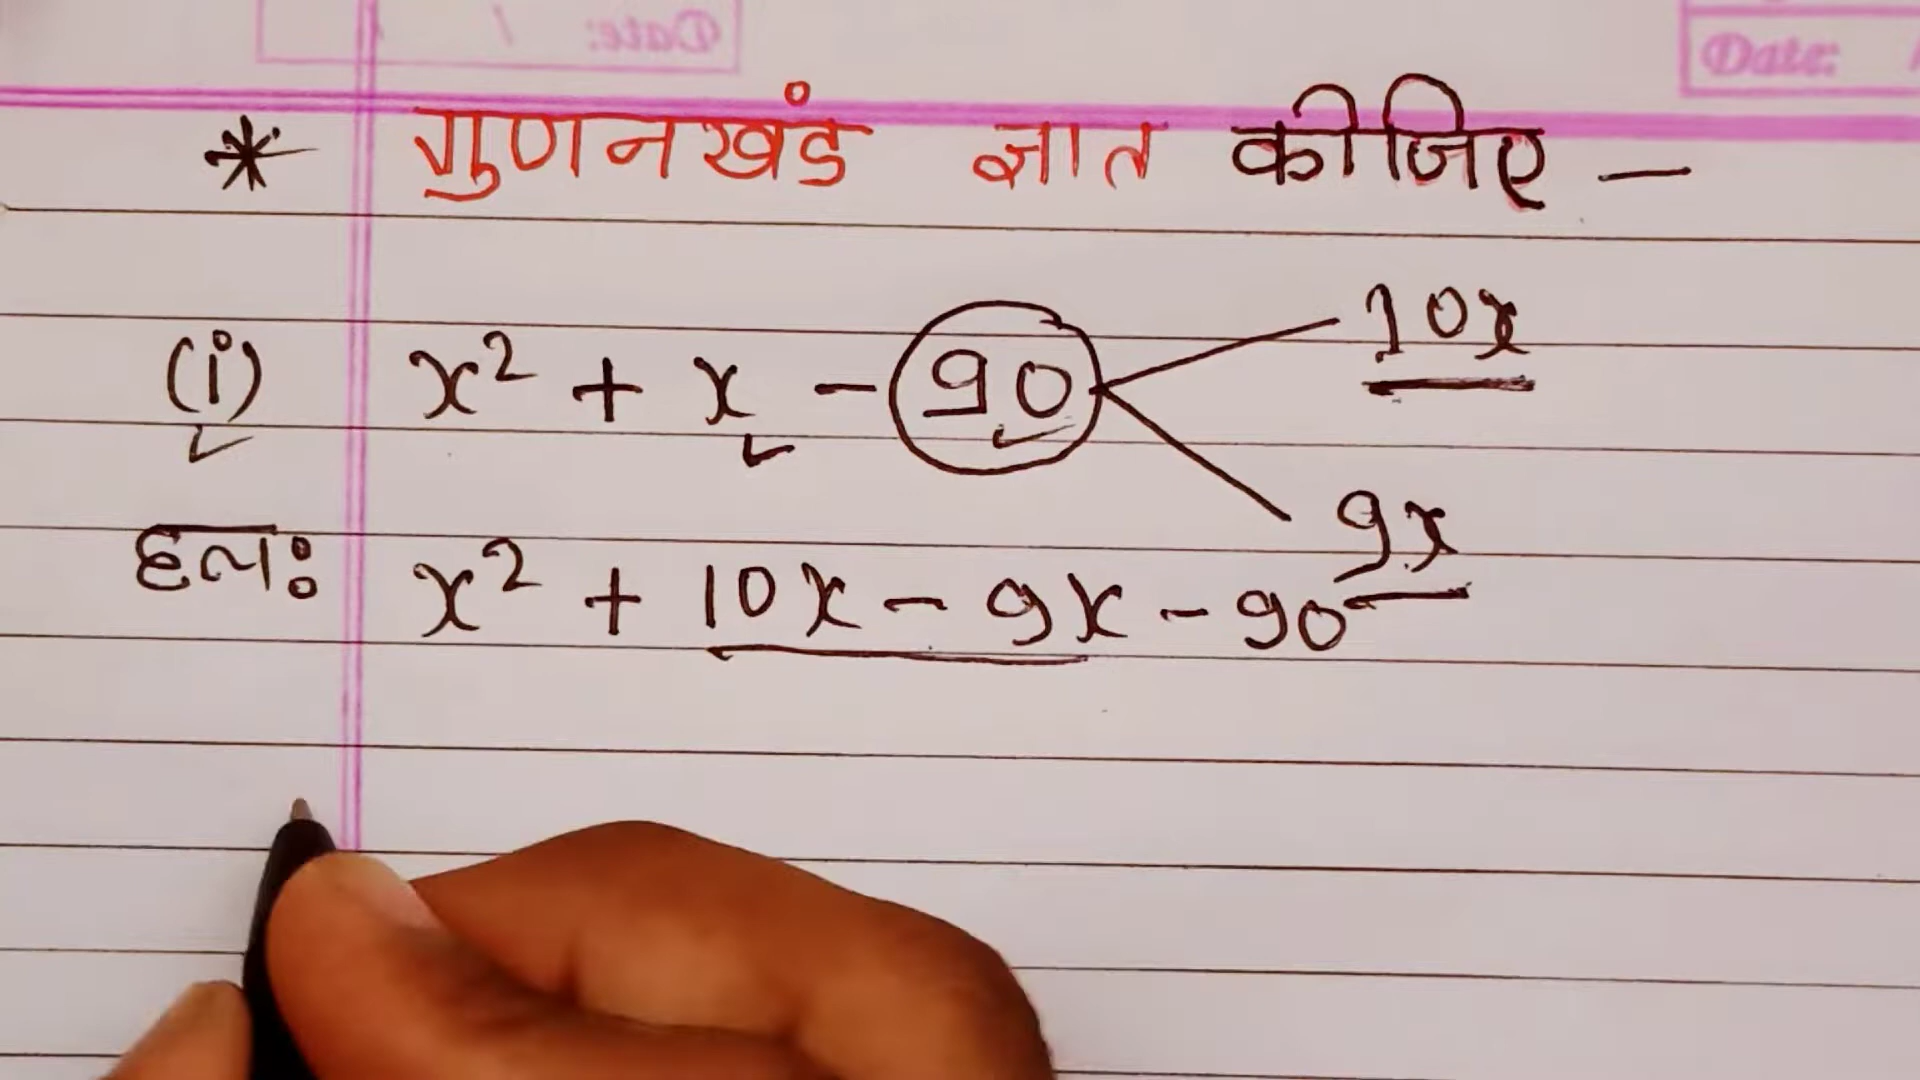 Date:
Date: /
* गुणनखंड ज्ञात कीजिए –
(i) x² + x - 90
10x
9x
हल: x² + 10x - 9x - 90